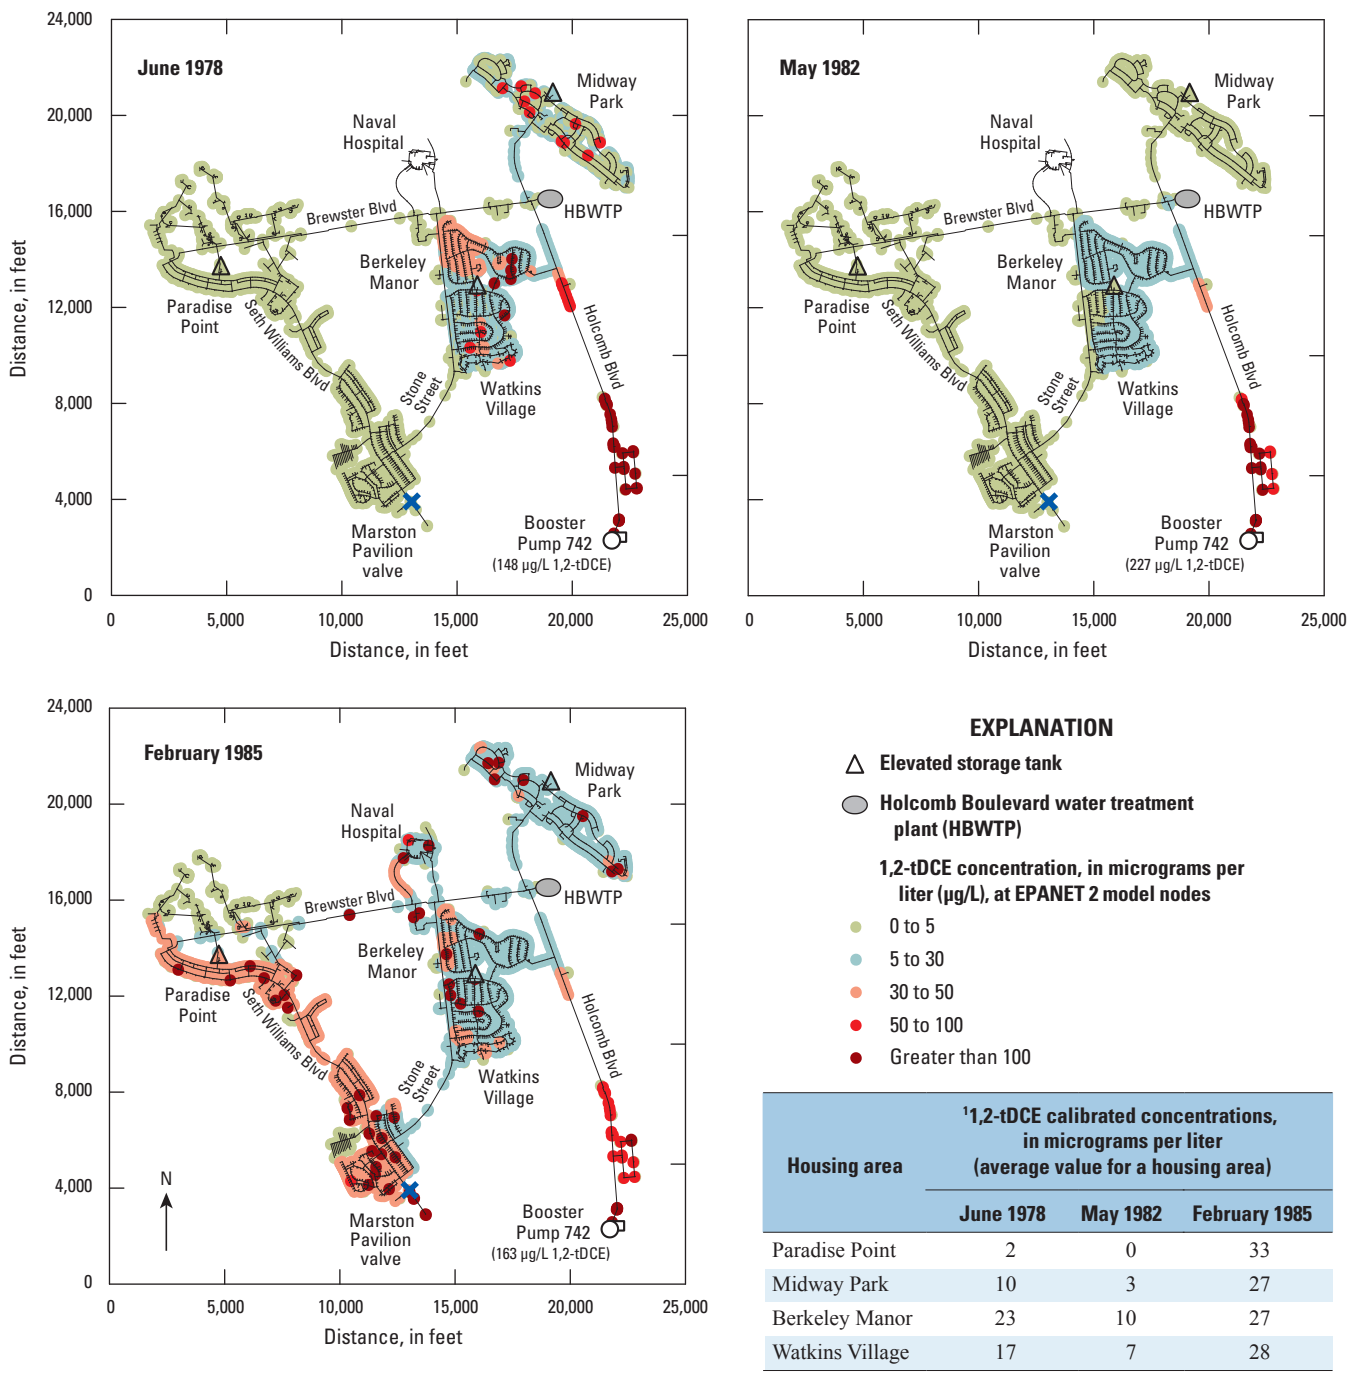 24,000
20,000
16,000
12,000
8,000
4,000
0
Distance, in feet
June 1978
Midway
Park
Naval
Hospital
HBWTP
Brewster Blvd
Berkeley
Manor
Paradise
Point
Seth Williams Blvd
Holcomb Blvd
Stone
Street
Watkins
Village
Marston
Pavilion
valve
Booster
Pump 742
(148 µg/L 1,2-tDCE)
0 5,000 10,000 15,000 20,000 25,000
Distance, in feet
May 1982
Midway
Park
Naval
Hospital
HBWTP
Brewster Blvd
Berkeley
Manor
Paradise
Point
Seth Williams Blvd
Holcomb Blvd
Stone
Street
Watkins
Village
Marston
Pavilion
valve
Booster
Pump 742
(227 µg/L 1,2-tDCE)
0 5,000 10,000 15,000 20,000 25,000
Distance, in feet
24,000
20,000
16,000
12,000
8,000
4,000
0
Distance, in feet
February 1985
Midway
Park
Naval
Hospital
HBWTP
Brewster Blvd
Berkeley
Manor
Paradise
Point
Seth Williams Blvd
Holcomb Blvd
Stone
Street
Watkins
Village
N
Marston
Pavilion
valve
Booster
Pump 742
(163 µg/L 1,2-tDCE)
0 5,000 10,000 15,000 20,000 25,000
Distance, in feet
EXPLANATION
Elevated storage tank
Holcomb Boulevard water treatment
plant (HBWTP)
1,2-tDCE concentration, in micrograms per
liter (µg/L), at EPANET 2 model nodes
0 to 5
5 to 30
30 to 50
50 to 100
Greater than 100
Housing area
¹1,2-tDCE calibrated concentrations,
in micrograms per liter
(average value for a housing area)
June 1978 May 1982 February 1985
Paradise Point 2 0 33
Midway Park 10 3 27
Berkeley Manor 23 10 27
Watkins Village 17 7 28